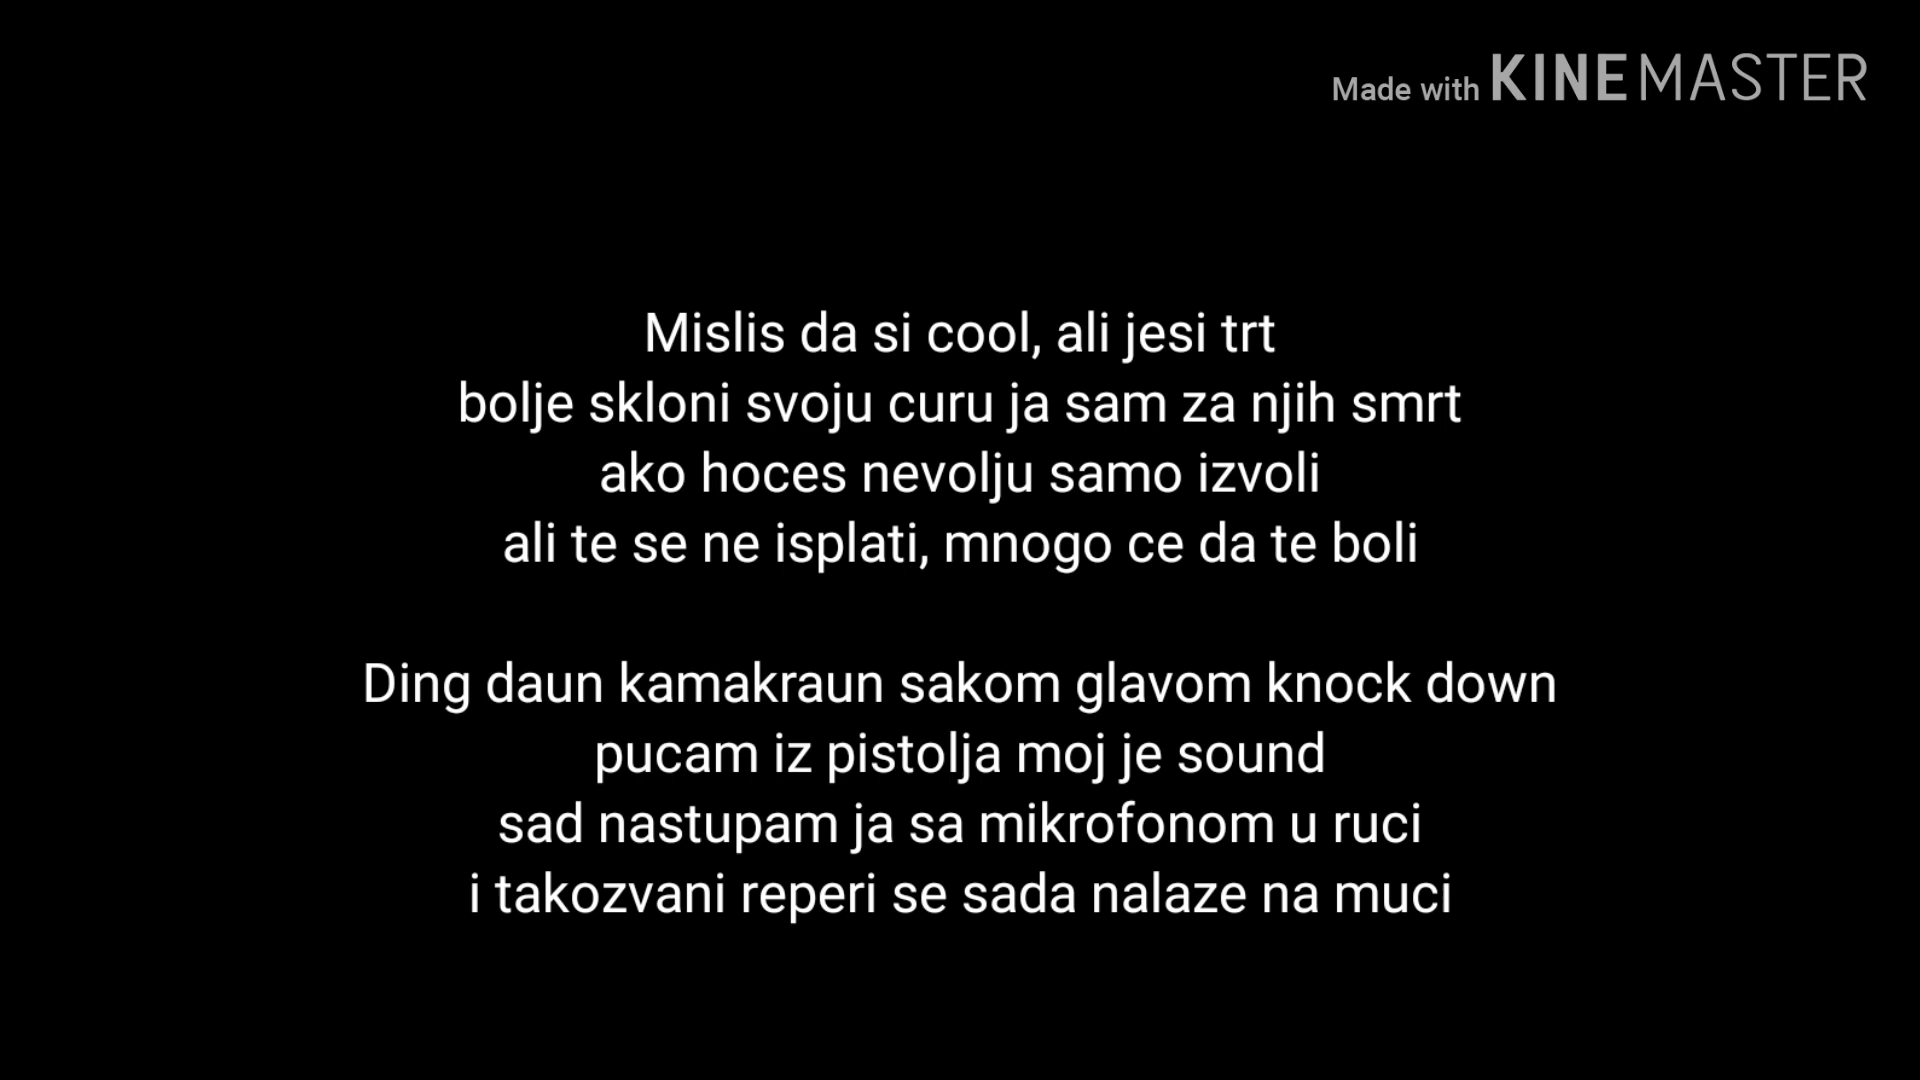 Made with KINEMASTER
Mislis da si cool, ali jesi trt
bolje skloni svoju curu ja sam za njih smrt
ako hoces nevolju samo izvoli
ali te se ne isplati, mnogo ce da te boli
Ding daun kamakraun sakom glavom knock down
pucam iz pistolja moj je sound
sad nastupam ja sa mikrofonom u ruci
i takozvani reperi se sada nalaze na muci